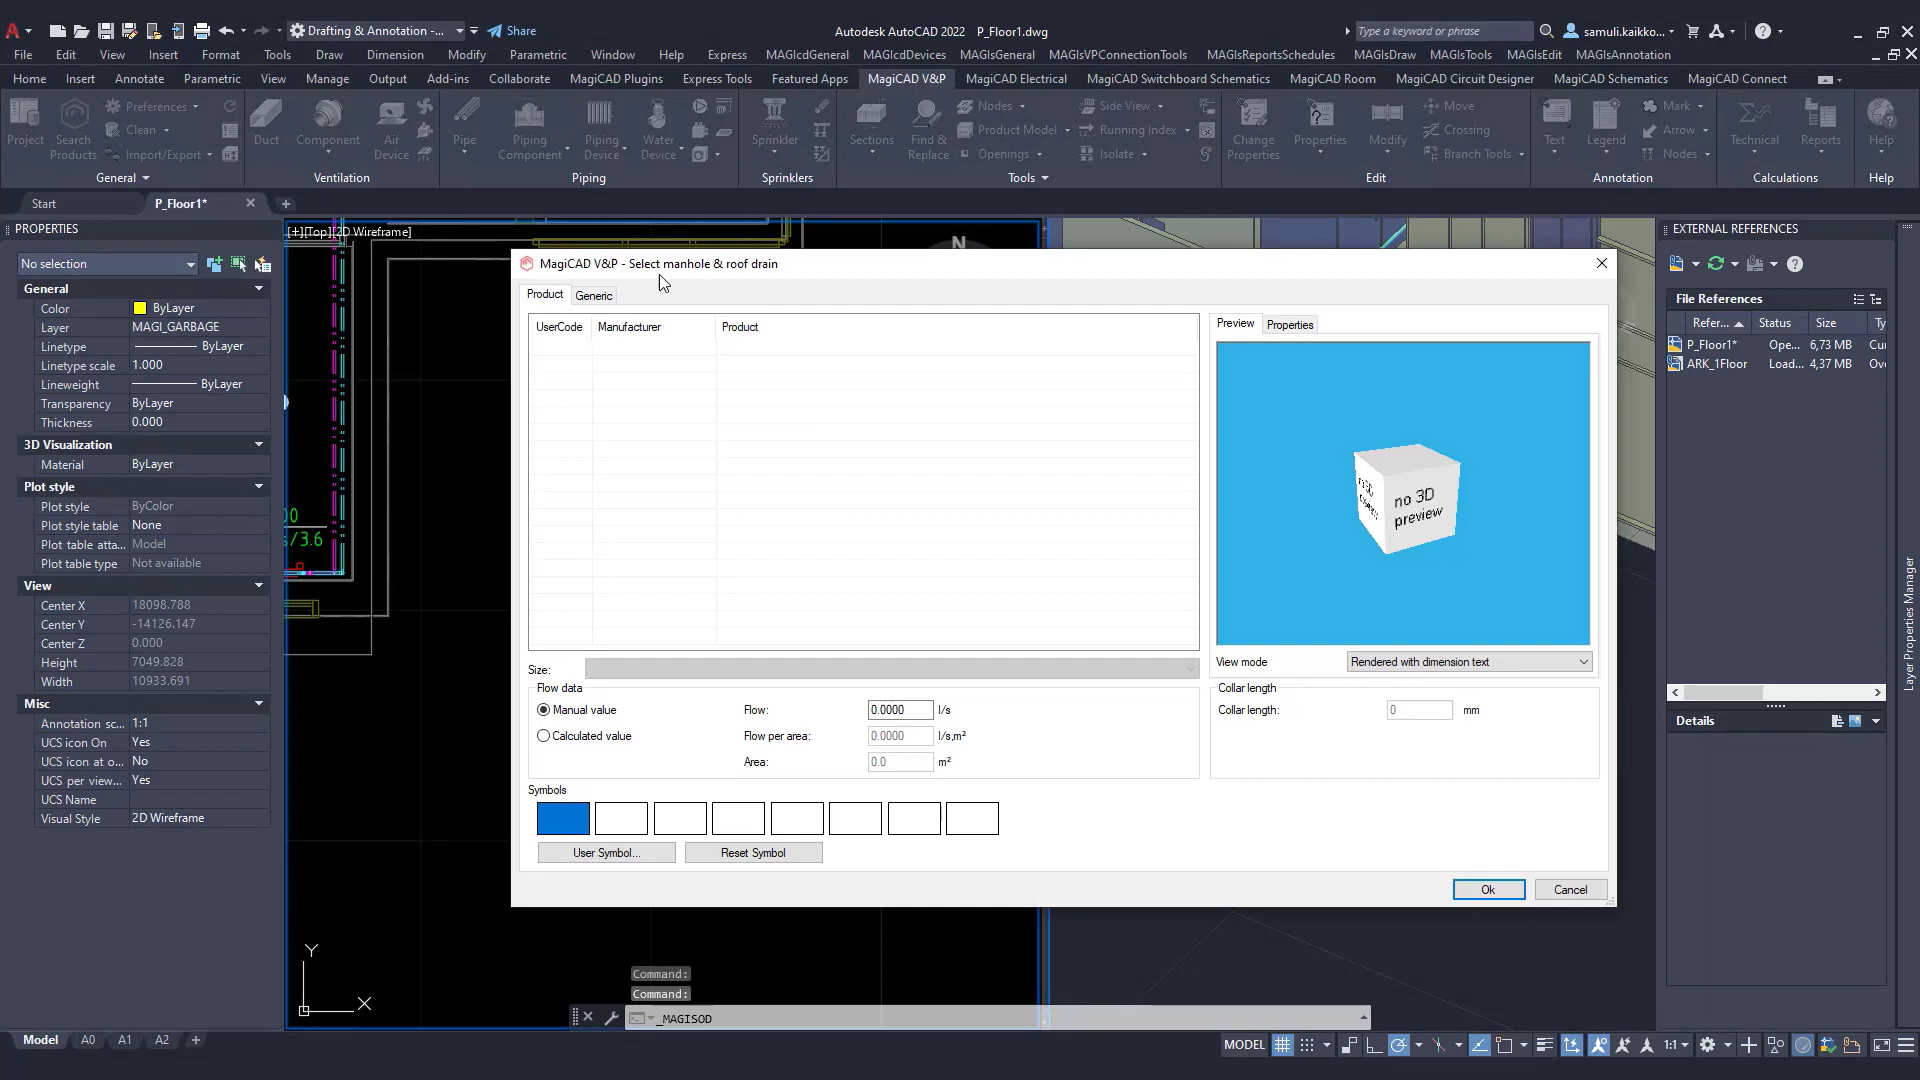 Drafting & Annotation -...
Share
Autodesk AutoCAD 2022 P_Floor1.dwg
Type a keyword or phrase
samuli.kaikko...
File Edit View Insert Format Tools Draw Dimension Modify Parametric Window Help Express MAGIcdGeneral MAGIcdDevices MAGIsGeneral MAGIsVPConnectionTools MAGIsReportsSchedules MAGIsDraw MAGIsTools MAGIsEdit MAGIsAnnotation
Home Insert Annotate Parametric View Manage Output Add-ins Collaborate MagiCAD Plugins Express Tools Featured Apps MagiCAD V&P MagiCAD Electrical MagiCAD Switchboard Schematics MagiCAD Room MagiCAD Circuit Designer MagiCAD Schematics MagiCAD Connect
Project
Search Products
Preferences
Clean
Import/Export
Duct
Component
Air Device
Pipe
Piping Component
Piping Device
Water Device
Sprinkler
Sections
Find & Replace
Nodes
Product Model
Openings
Side View
Running Index
Isolate
Change Properties
Properties
Modify
Move
Crossing
Branch Tools
Text
Legend
Mark
Arrow
Nodes
Technical
Reports
Help
General Ventilation Piping Sprinklers Tools Edit Annotation Calculations Help
Start P_Floor1*
PROPERTIES
No selection
General
Color ByLayer
Layer MAGI_GARBAGE
Linetype ByLayer
Linetype scale 1.000
Lineweight ByLayer
Transparency ByLayer
Thickness 0.000
3D Visualization
Material ByLayer
Plot style
Plot style ByColor
Plot style table None
Plot table atta... Model
Plot table type Not available
View
Center X 18098.788
Center Y -14126.147
Center Z 0.000
Height 7049.828
Width 10933.691
Misc
Annotation sc... 1:1
UCS icon On Yes
UCS icon at o... No
UCS per view... Yes
UCS Name
Visual Style 2D Wireframe
[+][Top][2D Wireframe]
N
s/3.6
Y
X
MagiCAD V&P - Select manhole & roof drain
Product Generic
UserCode Manufacturer Product
Preview Properties
no 3D preview
Size:
View mode Rendered with dimension text
Flow data
Manual value Flow: 0.0000 l/s
Calculated value Flow per area: 0.0000 l/s,m²
Area: 0.0 m²
Collar length
Collar length: 0 mm
Symbols
User Symbol... Reset Symbol
Ok Cancel
Command:
Command:
_MAGISOD
EXTERNAL REFERENCES
File References
Refer... Status Size Ty
P_Floor1* Ope... 6,73 MB Cu
ARK_1Floor Load... 4,37 MB Ov
Details
Layer Properties Manager
Model A0 A1 A2
MODEL
1:1